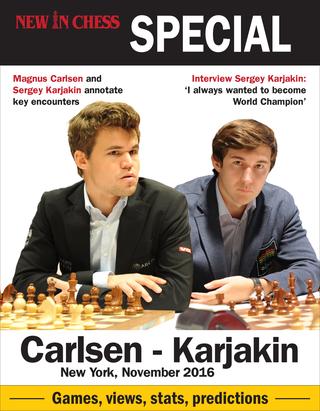 NEW IN CHESS
SPECIAL
Magnus Carlsen and
Sergey Karjakin annotate
key encounters
Interview Sergey Karjakin:
‘I always wanted to become
World Champion’
Carlsen - Karjakin
New York, November 2016
Games, views, stats, predictions